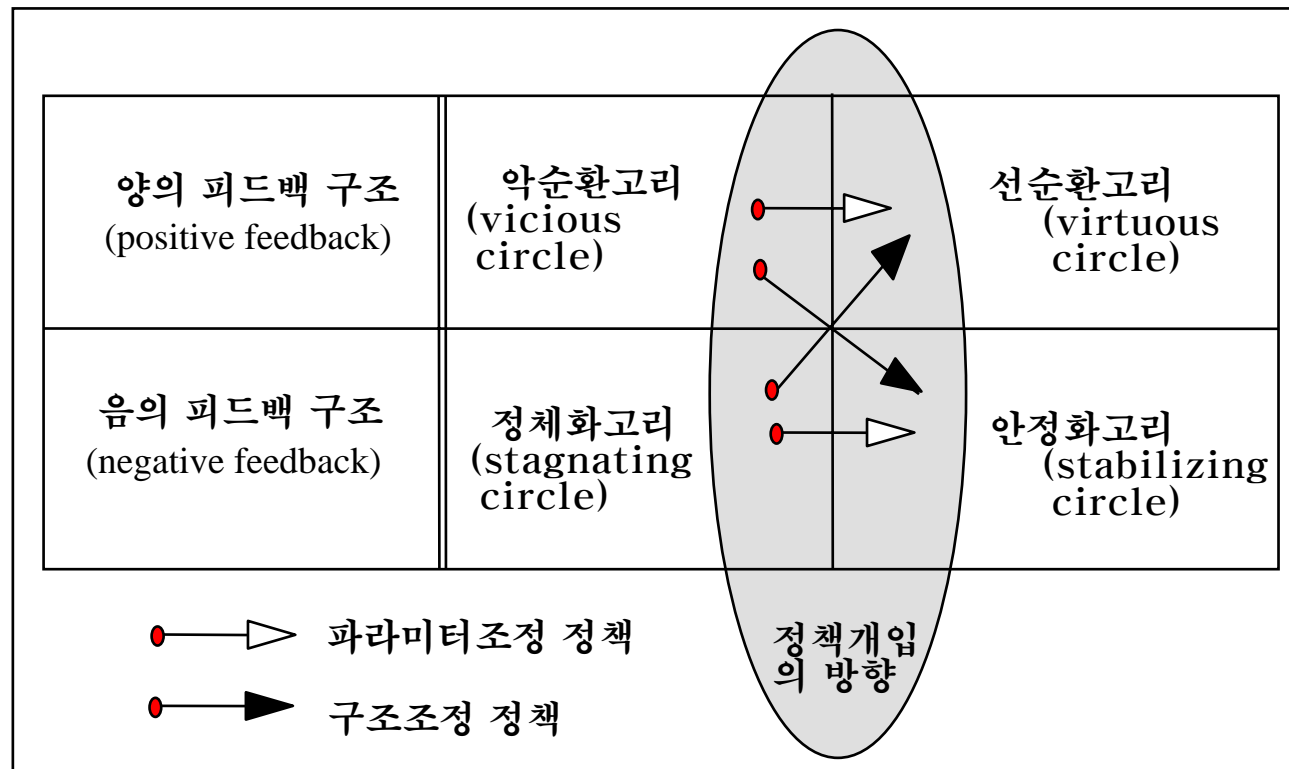 양의 피드백 구조
(positive feedback)
악순환고리
(vicious
circle)
선순환고리
(virtuous
circle)
음의 피드백 구조
(negative feedback)
정체화고리
(stagnating
circle)
안정화고리
(stabilizing
circle)
파라미터조정 정책
구조조정 정책
정책개입
의 방향